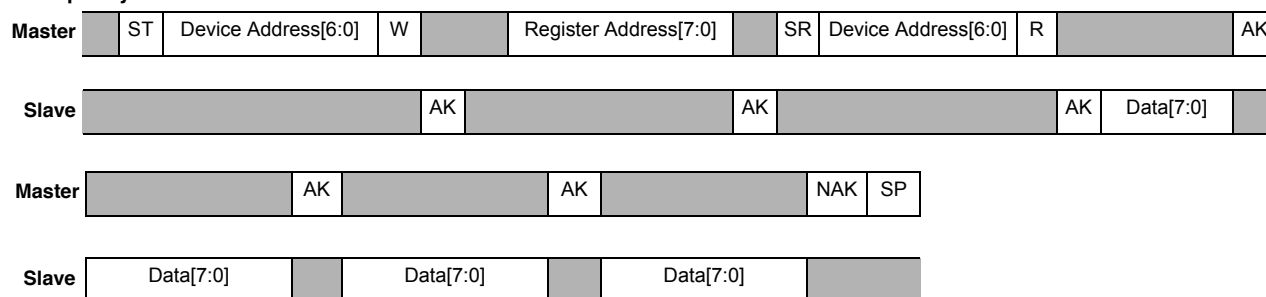 Master ST Device Address[6:0] W Register Address[7:0] SR Device Address[6:0] R AK
Slave AK AK AK Data[7:0]
Master AK AK NAK SP
Slave Data[7:0] Data[7:0] Data[7:0]